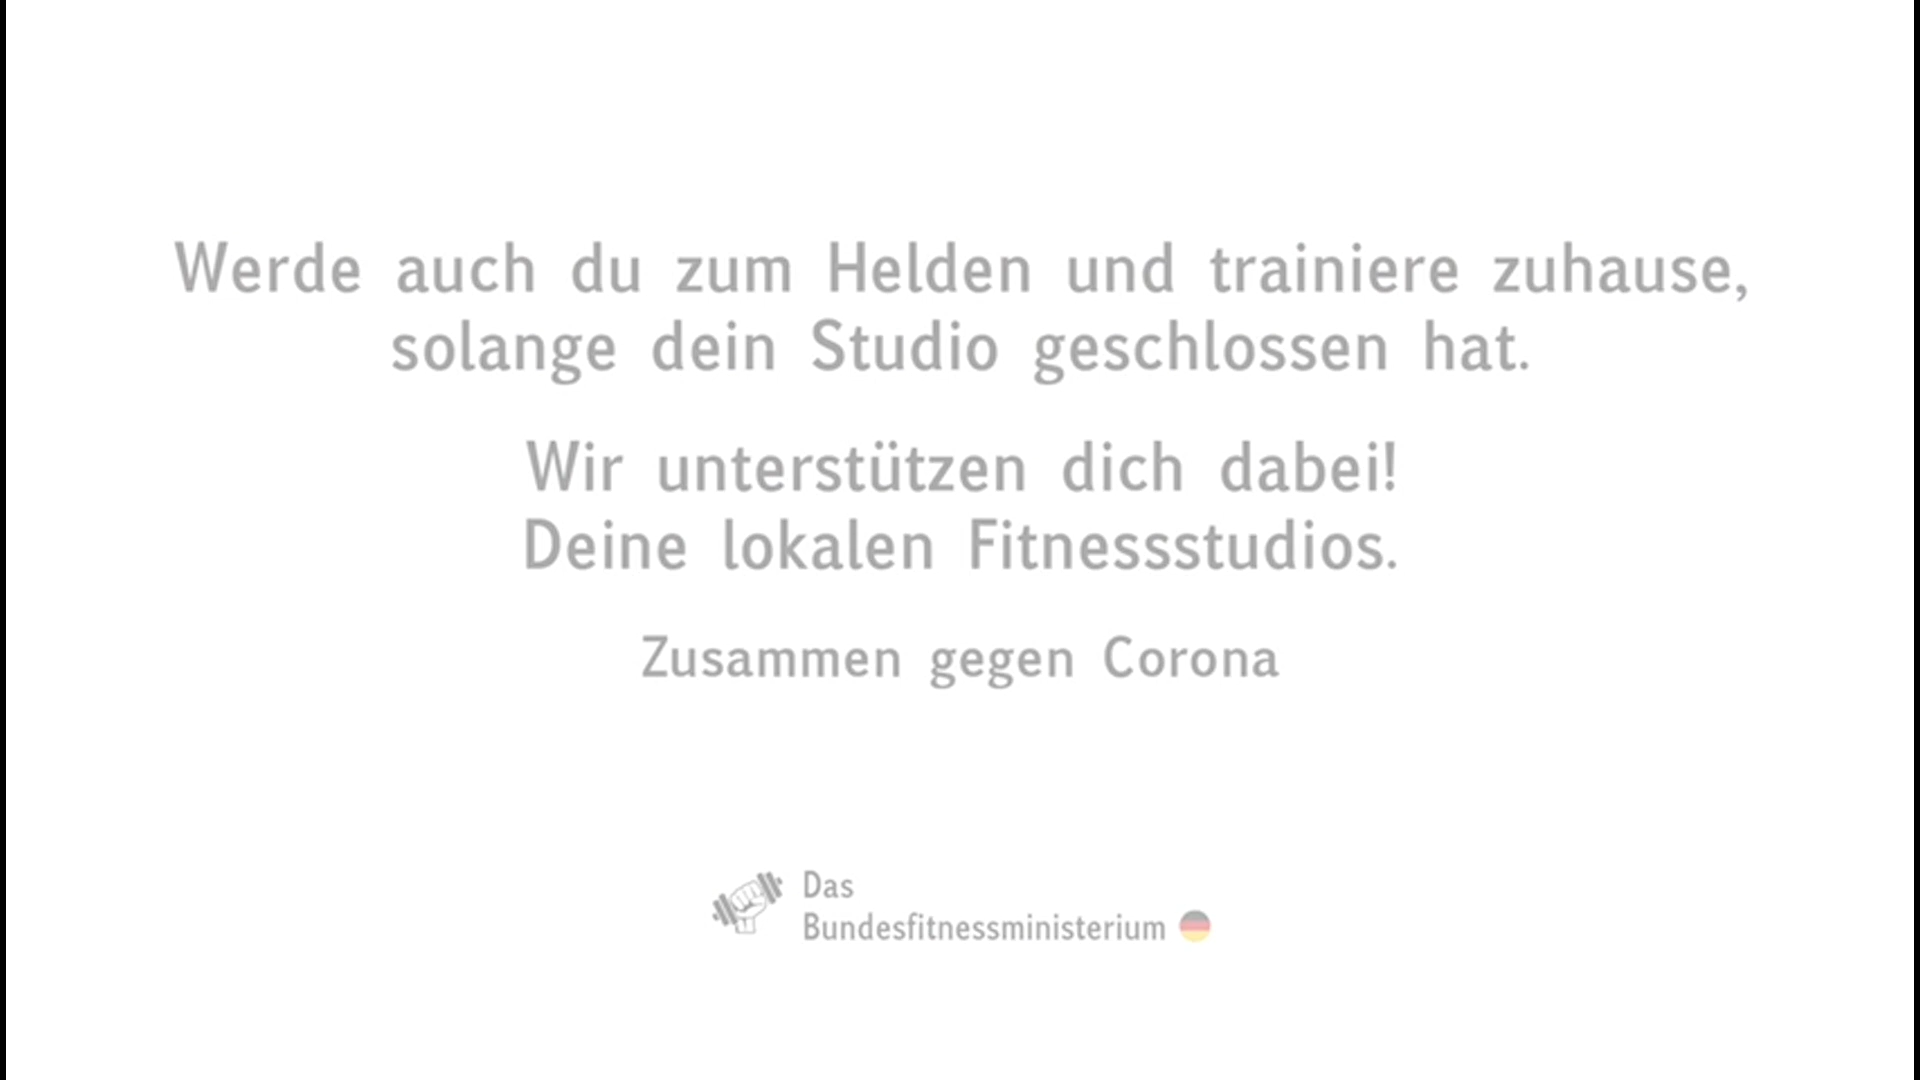 Werde auch du zum Helden und trainiere zuhause,
solange dein Studio geschlossen hat.
Wir unterstützen dich dabei!
Deine lokalen Fitnessstudios.
Zusammen gegen Corona
Das
Bundesfitnessministerium